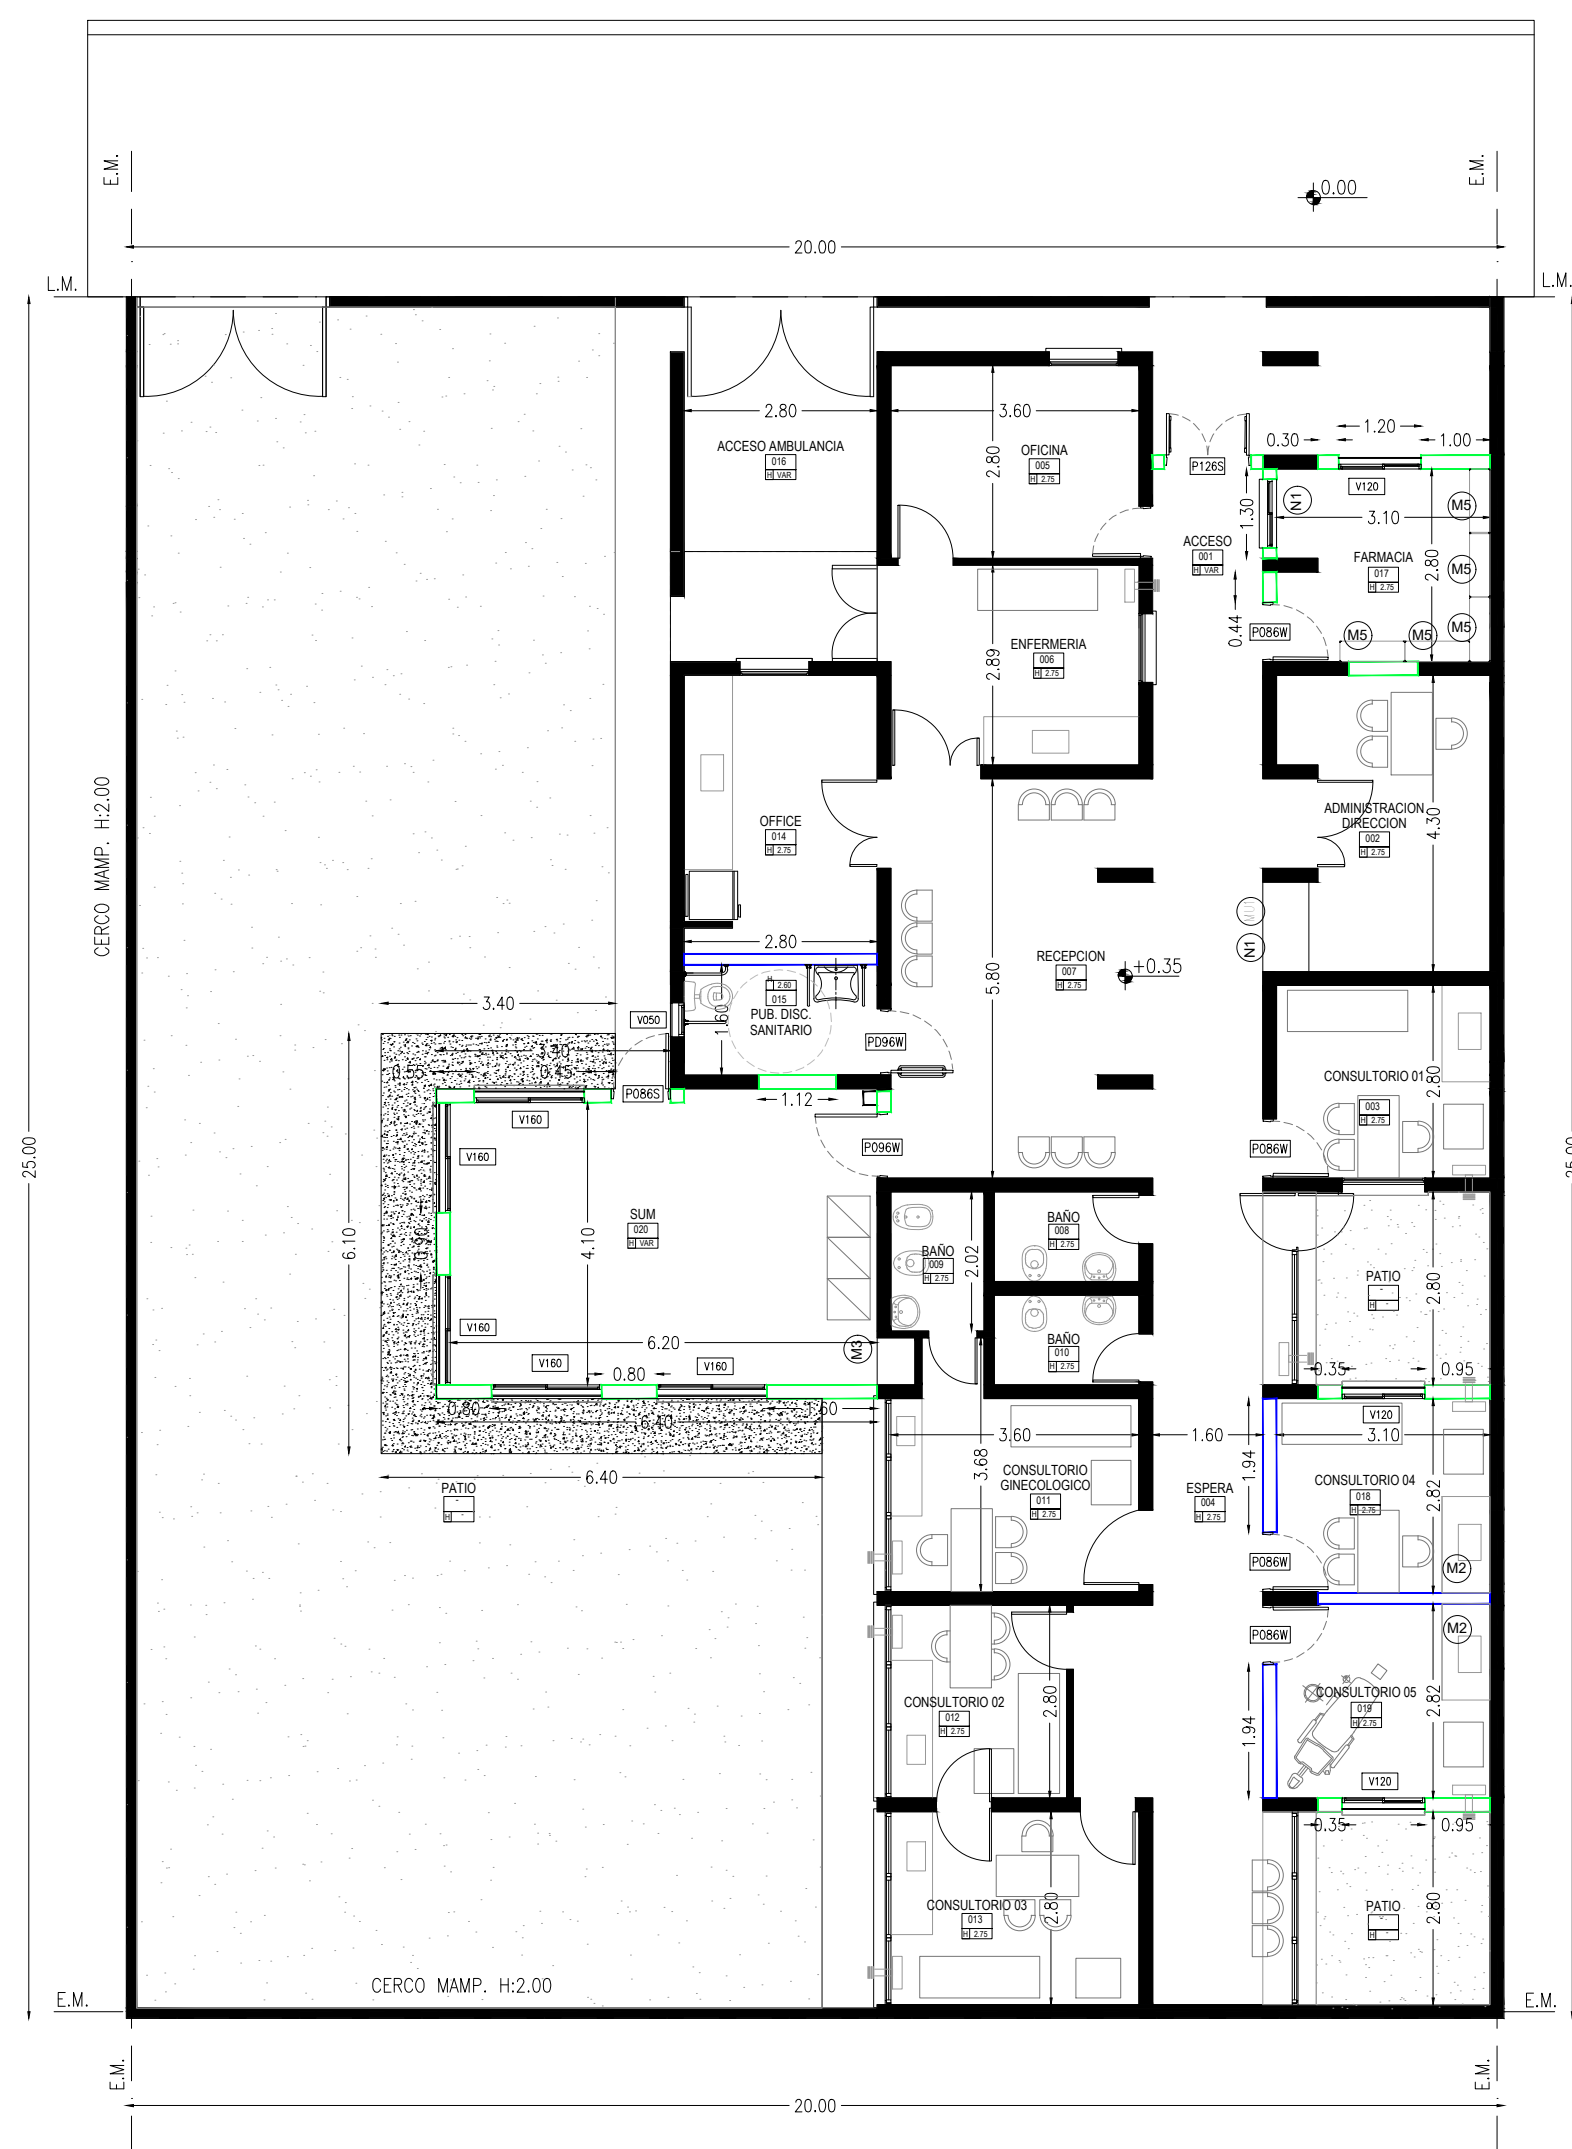 E.M.
E.M.
0.00
20.00
L.M.
L.M.
2.80
3.60
ACCESO AMBULANCIA
016
H VAR
OFICINA
005
H 2.75
2.80
P126S
0.30
1.20
1.00
V120
N1
1.30
3.10
M5
ACCESO
001
H VAR
FARMACIA
017
H 2.75
2.80
M5
0.44
P086W
M5
M5
M5
ENFERMERIA
006
H 2.75
2.89
CERCO MAMP. H:2.00
OFFICE
014
H 2.75
ADMINISTRACION
DIRECCION
002
H 2.75
4.30
MU1
N1
2.80
RECEPCION
007
H 2.75
+0.35
5.80
H 2.60
015
PUB. DISC.
SANITARIO
1.60
3.40
V050
PD96W
3.40
0.55
0.45
P086S
1.12
V160
P096W
V160
CONSULTORIO 01
003
H 2.75
2.80
P086W
25.00
25.00
6.10
SUM
020
H VAR
0.90
4.10
BAÑO
009
H 2.75
2.02
BAÑO
008
H 2.75
PATIO
-
H -
2.80
V160
6.20
M3
BAÑO
010
H 2.75
V160
0.80
V160
0.35
0.95
0.80
1.60
6.40
V120
3.60
1.60
3.10
6.40
PATIO
-
H -
CONSULTORIO
GINECOLOGICO
011
H 2.75
3.68
ESPERA
004
H 2.75
1.94
CONSULTORIO 04
018
H 2.75
2.82
P086W
M2
P086W
M2
CONSULTORIO 02
012
H 2.75
2.80
CONSULTORIO 05
019
H 2.75
2.82
1.94
V120
0.35
0.95
CONSULTORIO 03
013
H 2.75
2.80
PATIO
-
H -
2.80
CERCO MAMP. H:2.00
E.M.
E.M.
E.M.
E.M.
20.00